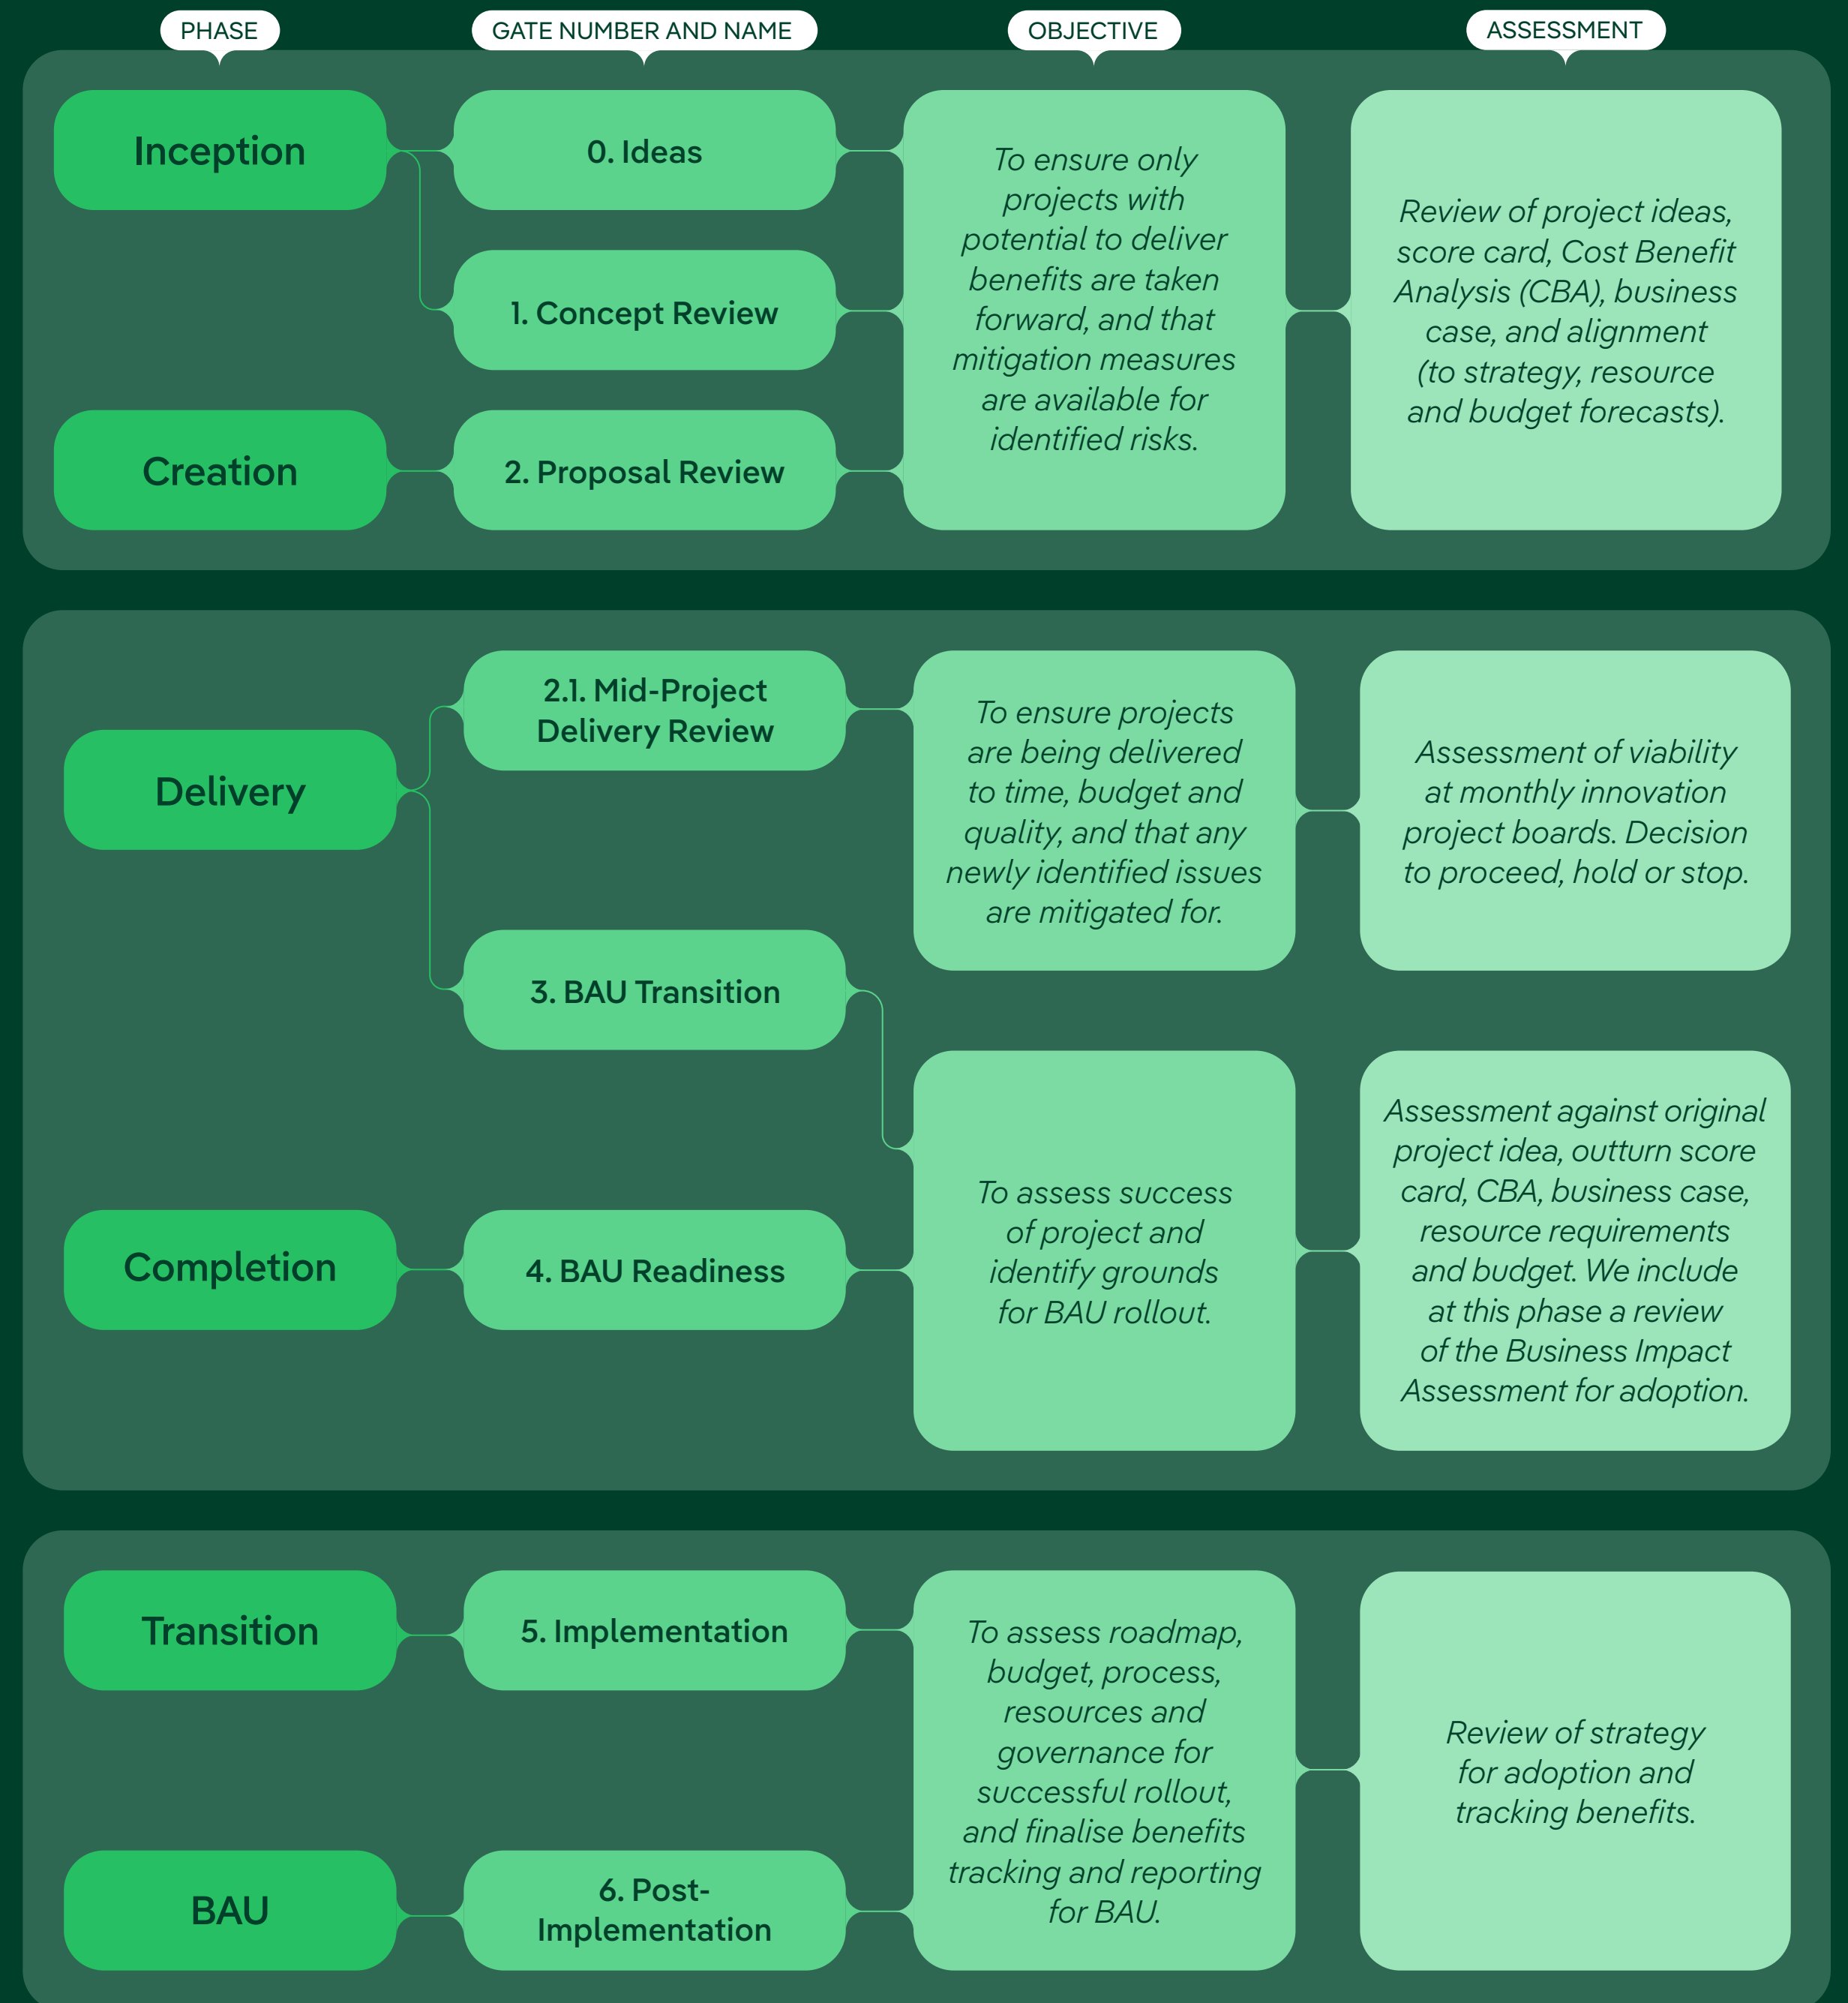 PHASE
GATE NUMBER AND NAME
OBJECTIVE
ASSESSMENT
Inception
0. Ideas
1. Concept Review
Creation
2. Proposal Review
To ensure only
projects with
potential to deliver
benefits are taken
forward, and that
mitigation measures
are available for
identified risks.
Review of project ideas,
score card, Cost Benefit
Analysis (CBA), business
case, and alignment
(to strategy, resource
and budget forecasts).
Delivery
2.1. Mid-Project
Delivery Review
To ensure projects
are being delivered
to time, budget and
quality, and that any
newly identified issues
are mitigated for.
Assessment of viability
at monthly innovation
project boards. Decision
to proceed, hold or stop.
3. BAU Transition
Completion
4. BAU Readiness
To assess success
of project and
identify grounds
for BAU rollout.
Assessment against original
project idea, outturn score
card, CBA, business case,
resource requirements
and budget. We include
at this phase a review
of the Business Impact
Assessment for adoption.
Transition
5. Implementation
BAU
6. Post-
Implementation
To assess roadmap,
budget, process,
resources and
governance for
successful rollout,
and finalise benefits
tracking and reporting
for BAU.
Review of strategy
for adoption and
tracking benefits.